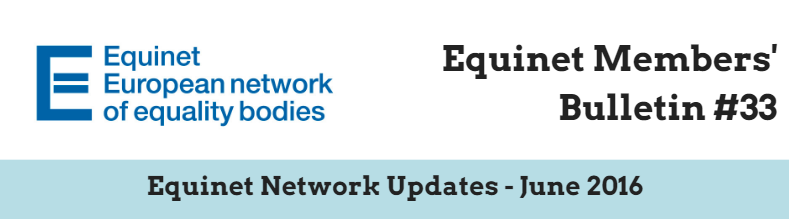 Equinet
European network
of equality bodies
Equinet Members'
Bulletin #33
Equinet Network Updates - June 2016